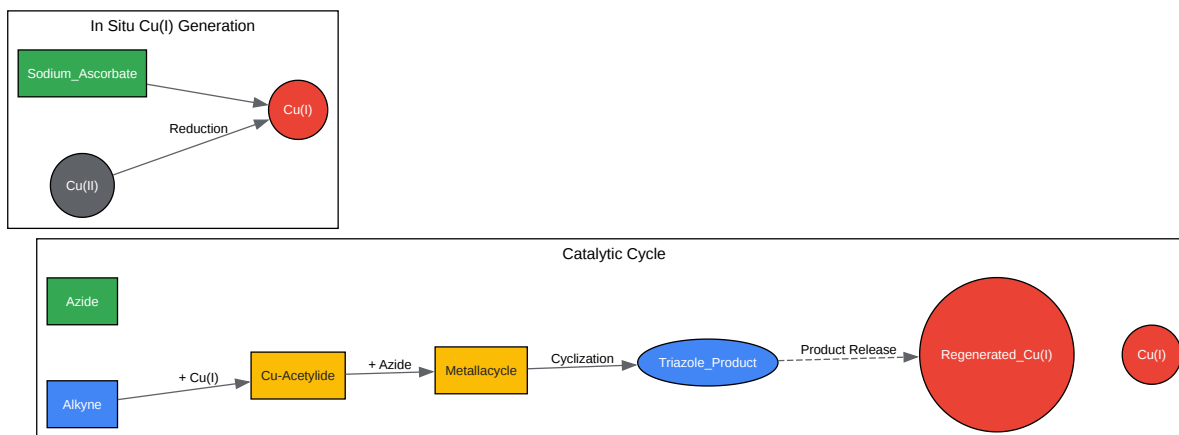 In Situ Cu(I) Generation
Sodium_Ascorbate
Cu(I)
Reduction
Cu(II)
Catalytic Cycle
Azide
Alkyne
+ Cu(I)
Cu-Acetylide
+ Azide
Metallacycle
Cyclization
Triazole_Product
Product Release
Regenerated_Cu(I)
Cu(I)